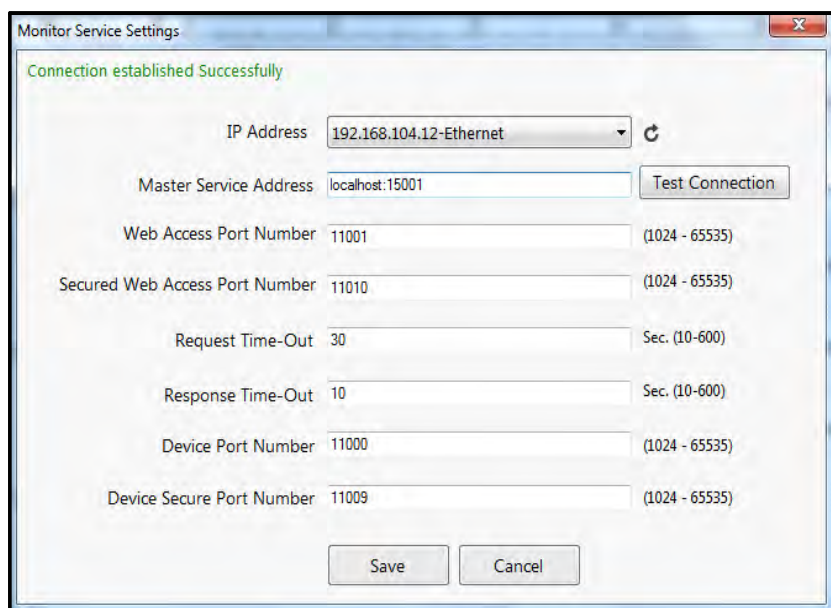 Monitor Service Settings
x
Connection established Successfully
IP Address 192.168.104.12-Ethernet
Master Service Address localhost:15001 Test Connection
Web Access Port Number 11001 (1024 - 65535)
Secured Web Access Port Number 11010 (1024 - 65535)
Request Time-Out 30 Sec. (10-600)
Response Time-Out 10 Sec. (10-600)
Device Port Number 11000 (1024 - 65535)
Device Secure Port Number 11009 (1024 - 65535)
Save Cancel